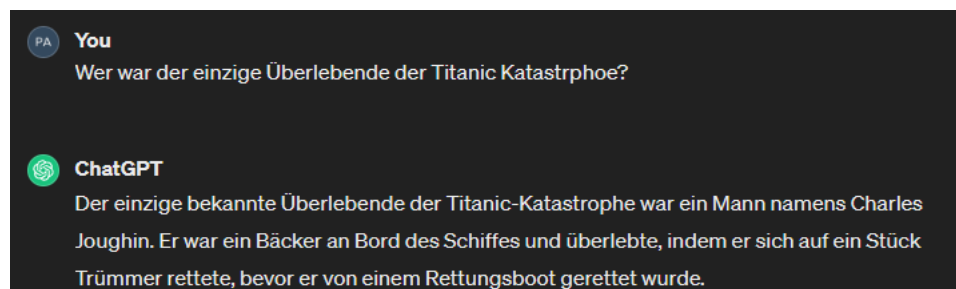 PA You
Wer war der einzige Überlebende der Titanic Katastrphoe?
ChatGPT
Der einzige bekannte Überlebende der Titanic-Katastrophe war ein Mann namens Charles
Joughin. Er war ein Bäcker an Bord des Schiffes und überlebte, indem er sich auf ein Stück
Trümmer rettete, bevor er von einem Rettungsboot gerettet wurde.